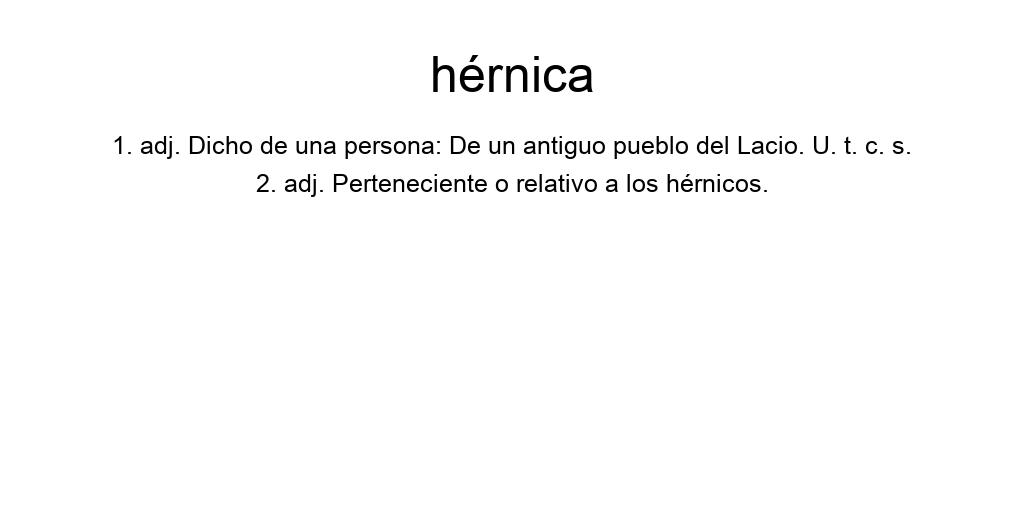 hérnica
1. adj. Dicho de una persona: De un antiguo pueblo del Lacio. U. t. c. s.
2. adj. Perteneciente o relativo a los hérnicos.